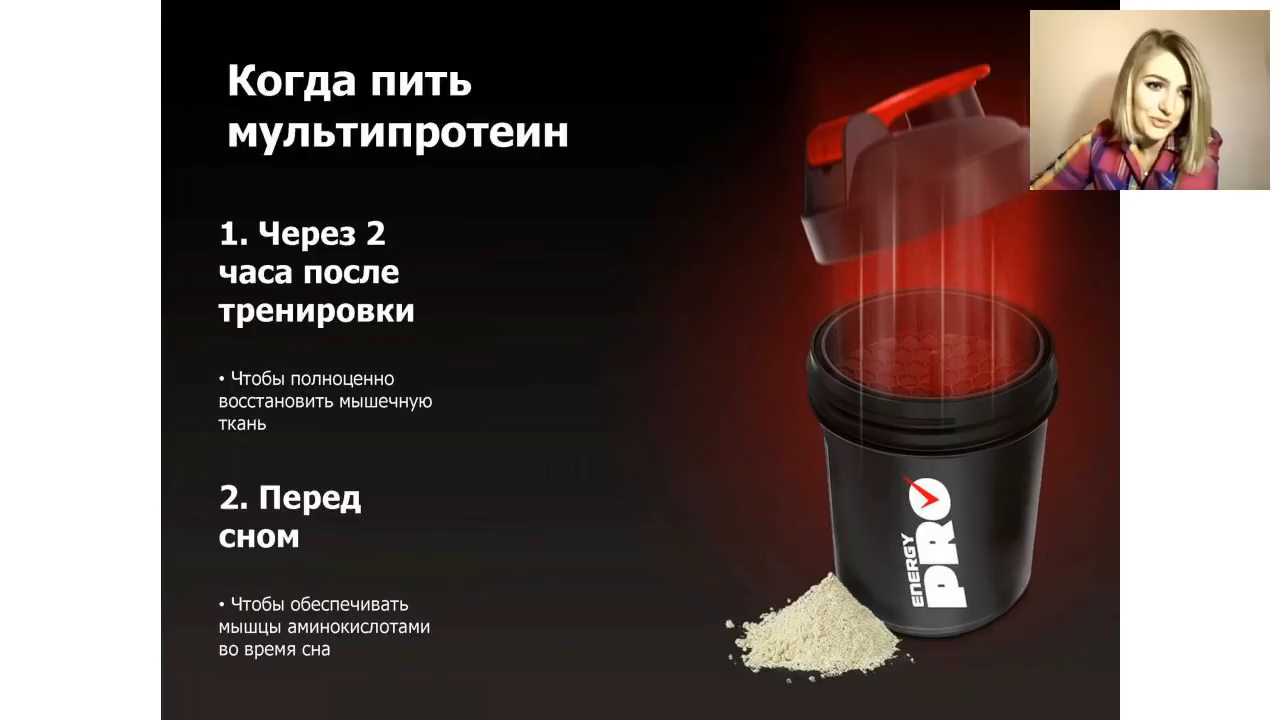 Когда пить
мультипротеин
1. Через 2
часа после
тренировки
• Чтобы полноценно
восстановить мышечную
ткань
2. Перед
сном
• Чтобы обеспечивать
мышцы аминокислотами
во время сна
ENERGY
PRO